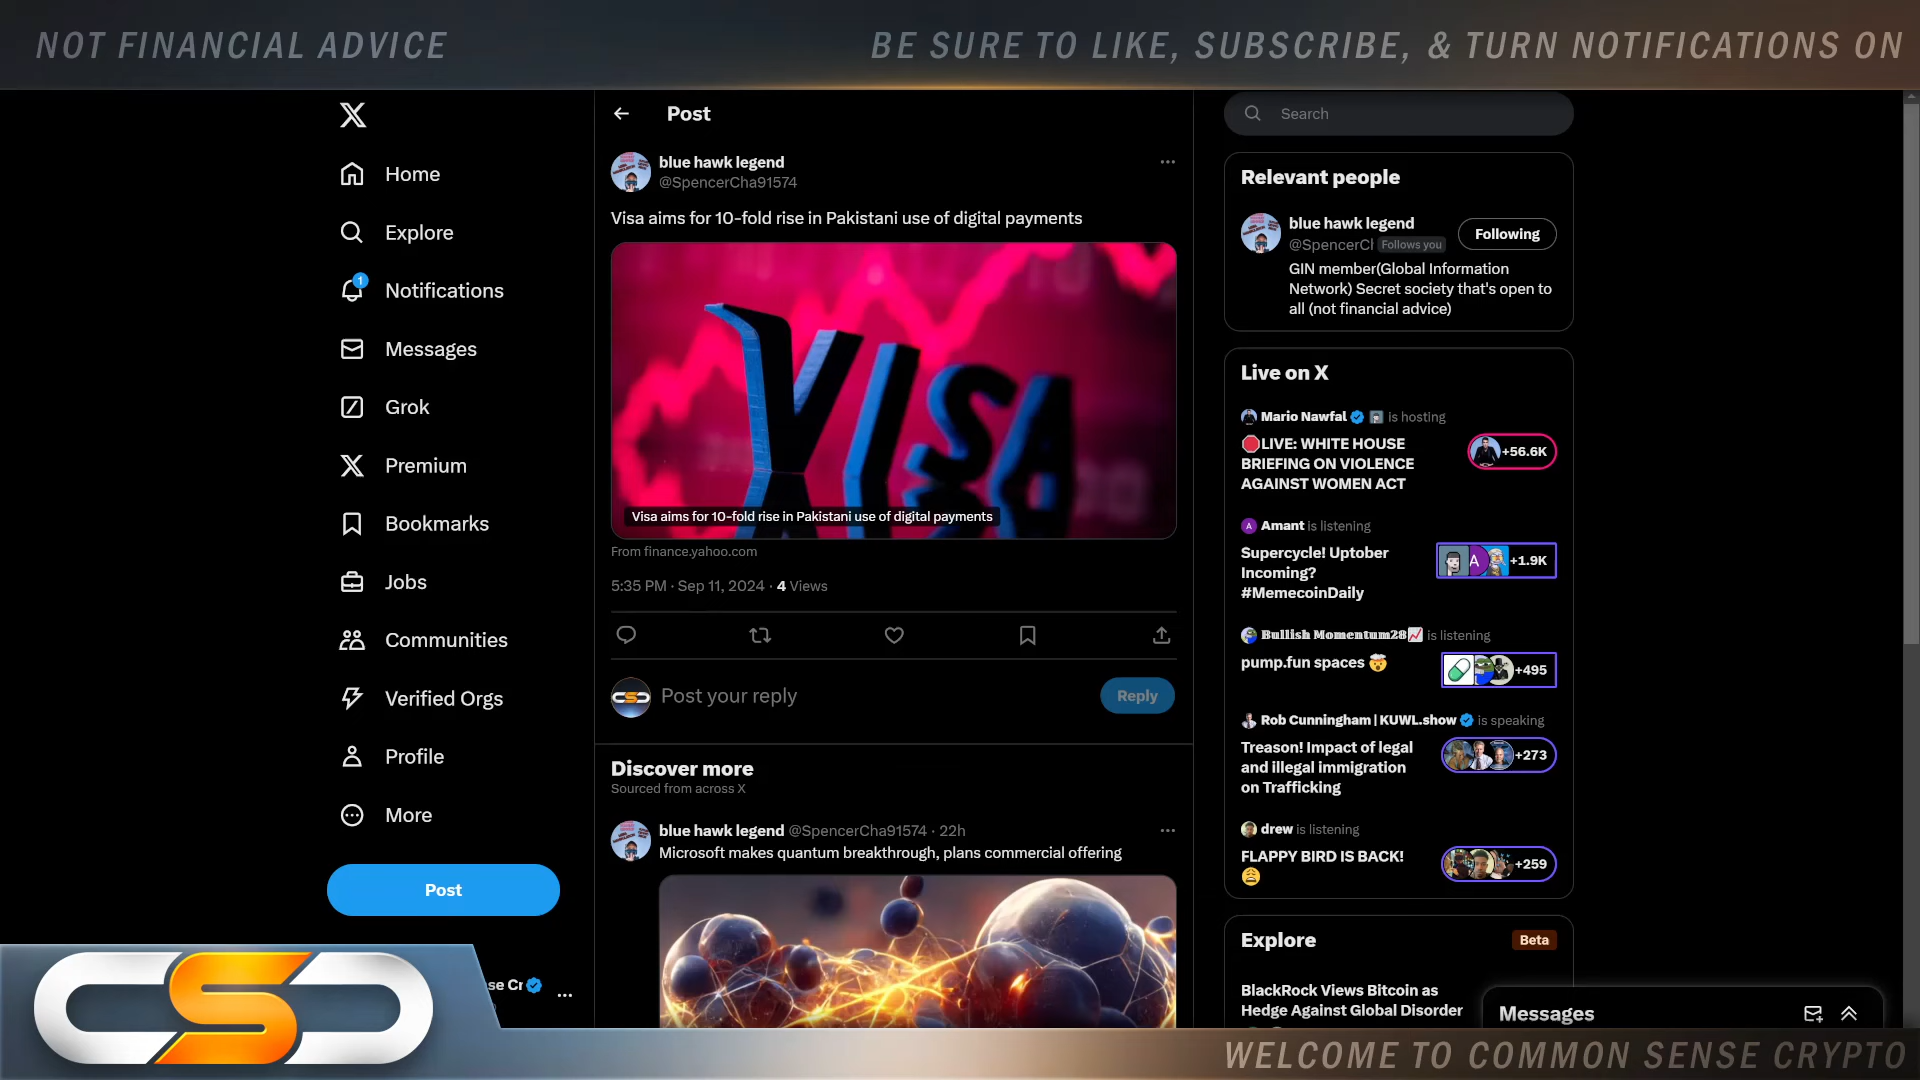 NOT FINANCIAL ADVICE
BE SURE TO LIKE, SUBSCRIBE, & TURN NOTIFICATIONS ON
Home
Explore
1
Notifications
Messages
Grok
Premium
Bookmarks
Jobs
Communities
Verified Orgs
Profile
More
Post
se Cr
Post
blue hawk legend
@SpencerCha91574
Visa aims for 10-fold rise in Pakistani use of digital payments
VISA
Visa aims for 10-fold rise in Pakistani use of digital payments
From finance.yahoo.com
5:35 PM · Sep 11, 2024 · 4 Views
Post your reply
Reply
Discover more
Sourced from across X
blue hawk legend @SpencerCha91574 · 22h
Microsoft makes quantum breakthrough, plans commercial offering
Search
Relevant people
blue hawk legend
@SpencerCl Follows you
Following
GIN member(Global Information
Network) Secret society that's open to
all (not financial advice)
Live on X
Mario Nawfal is hosting
LIVE: WHITE HOUSE
BRIEFING ON VIOLENCE
AGAINST WOMEN ACT
+56.6K
Amant is listening
Supercycle! Uptober
Incoming?
#MemecoinDaily
A +1.9K
Bullish Momentum28 is listening
pump.fun spaces 🤯
+495
Rob Cunningham | KUWL.show is speaking
Treason! Impact of legal
and illegal immigration
on Trafficking
+273
drew is listening
FLAPPY BIRD IS BACK!
😩
+259
Explore
Beta
BlackRock Views Bitcoin as
Hedge Against Global Disorder
Messages
CSC
WELCOME TO COMMON SENSE CRYPTO